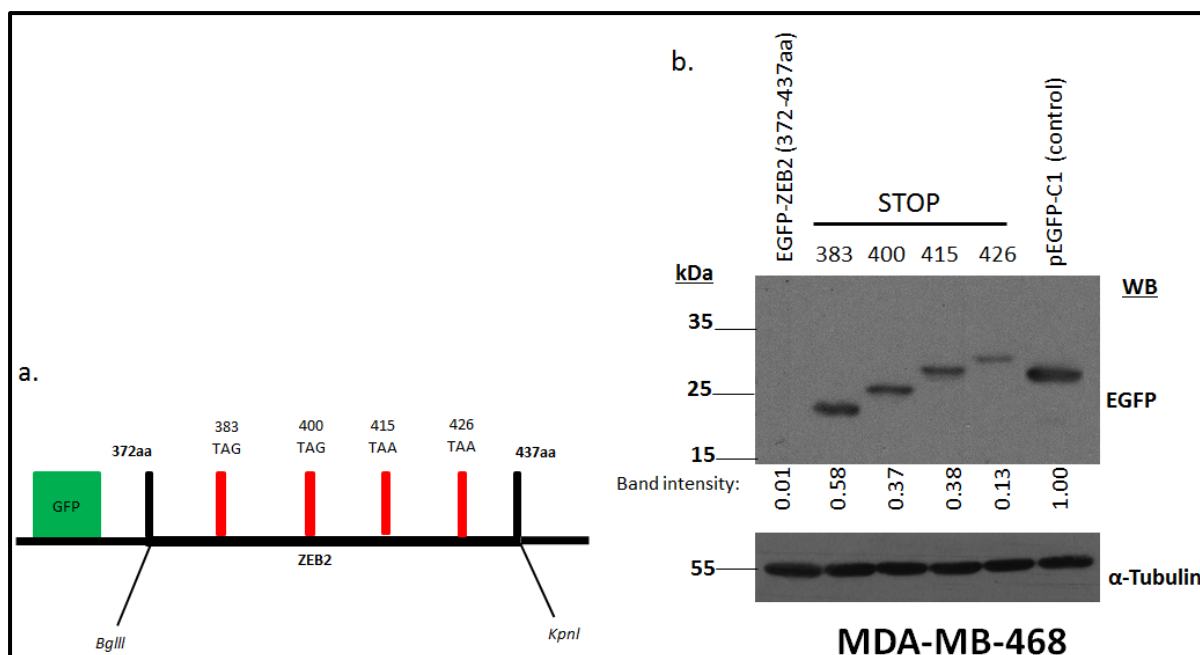 a.
383 400 415 426
TAG TAG TAA TAA
372aa
437aa
GFP
ZEB2
BglII
KpnI
b.
EGFP-ZEB2 (372-437aa)
STOP
383 400 415 426
pEGFP-C1 (control)
kDa
WB
35
25
EGFP
15
Band intensity:
0.01 0.58 0.37 0.38 0.13 1.00
55
α-Tubulin
MDA-MB-468